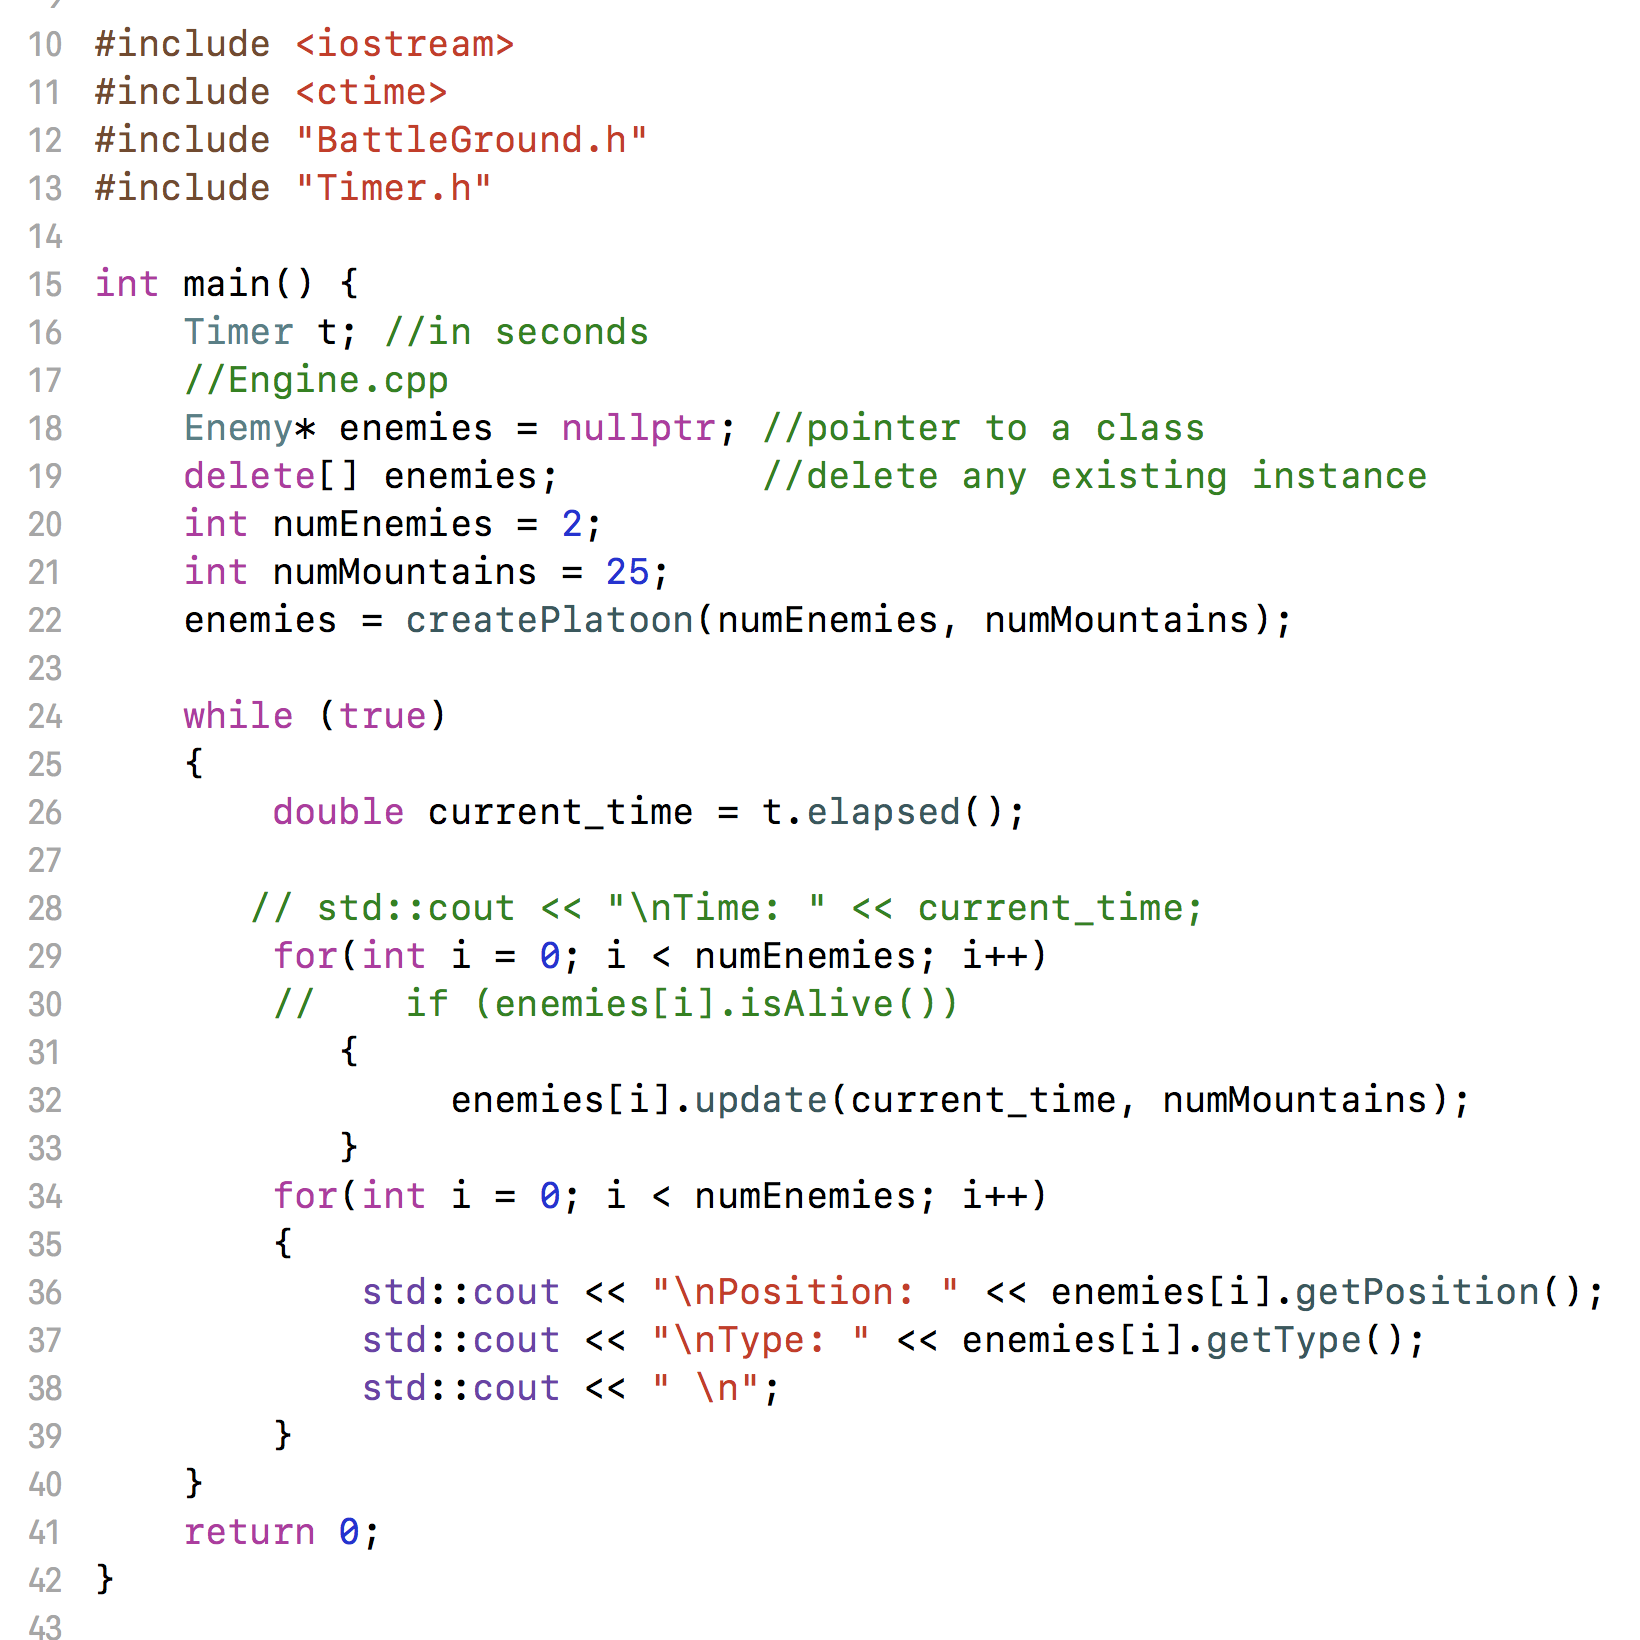 10 #include <iostream>
11 #include <ctime>
12 #include "BattleGround.h"
13 #include "Timer.h"
14
15 int main() {
16     Timer t; //in seconds
17     //Engine.cpp
18     Enemy* enemies = nullptr; //pointer to a class
19     delete[] enemies;         //delete any existing instance
20     int numEnemies = 2;
21     int numMountains = 25;
22     enemies = createPlatoon(numEnemies, numMountains);
23
24     while (true)
25     {
26         double current_time = t.elapsed();
27
28        // std::cout << "\nTime: " << current_time;
29         for(int i = 0; i < numEnemies; i++)
30         //    if (enemies[i].isAlive())
31            {
32                 enemies[i].update(current_time, numMountains);
33            }
34         for(int i = 0; i < numEnemies; i++)
35         {
36             std::cout << "\nPosition: " << enemies[i].getPosition();
37             std::cout << "\nType: " << enemies[i].getType();
38             std::cout << " \n";
39         }
40     }
41     return 0;
42 }
43